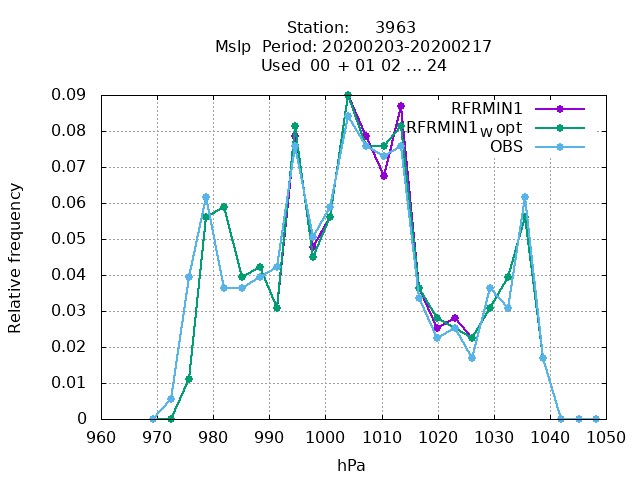 Station: 3963
Mslp Period: 20200203-20200217
Used 00 + 01 02 ... 24
0.09
0.08
0.07
0.06
0.05
0.04
0.03
0.02
0.01
0
Relative frequency
RFRMIN1
RFRMIN1w opt
OBS
960 970 980 990 1000 1010 1020 1030 1040 1050
hPa